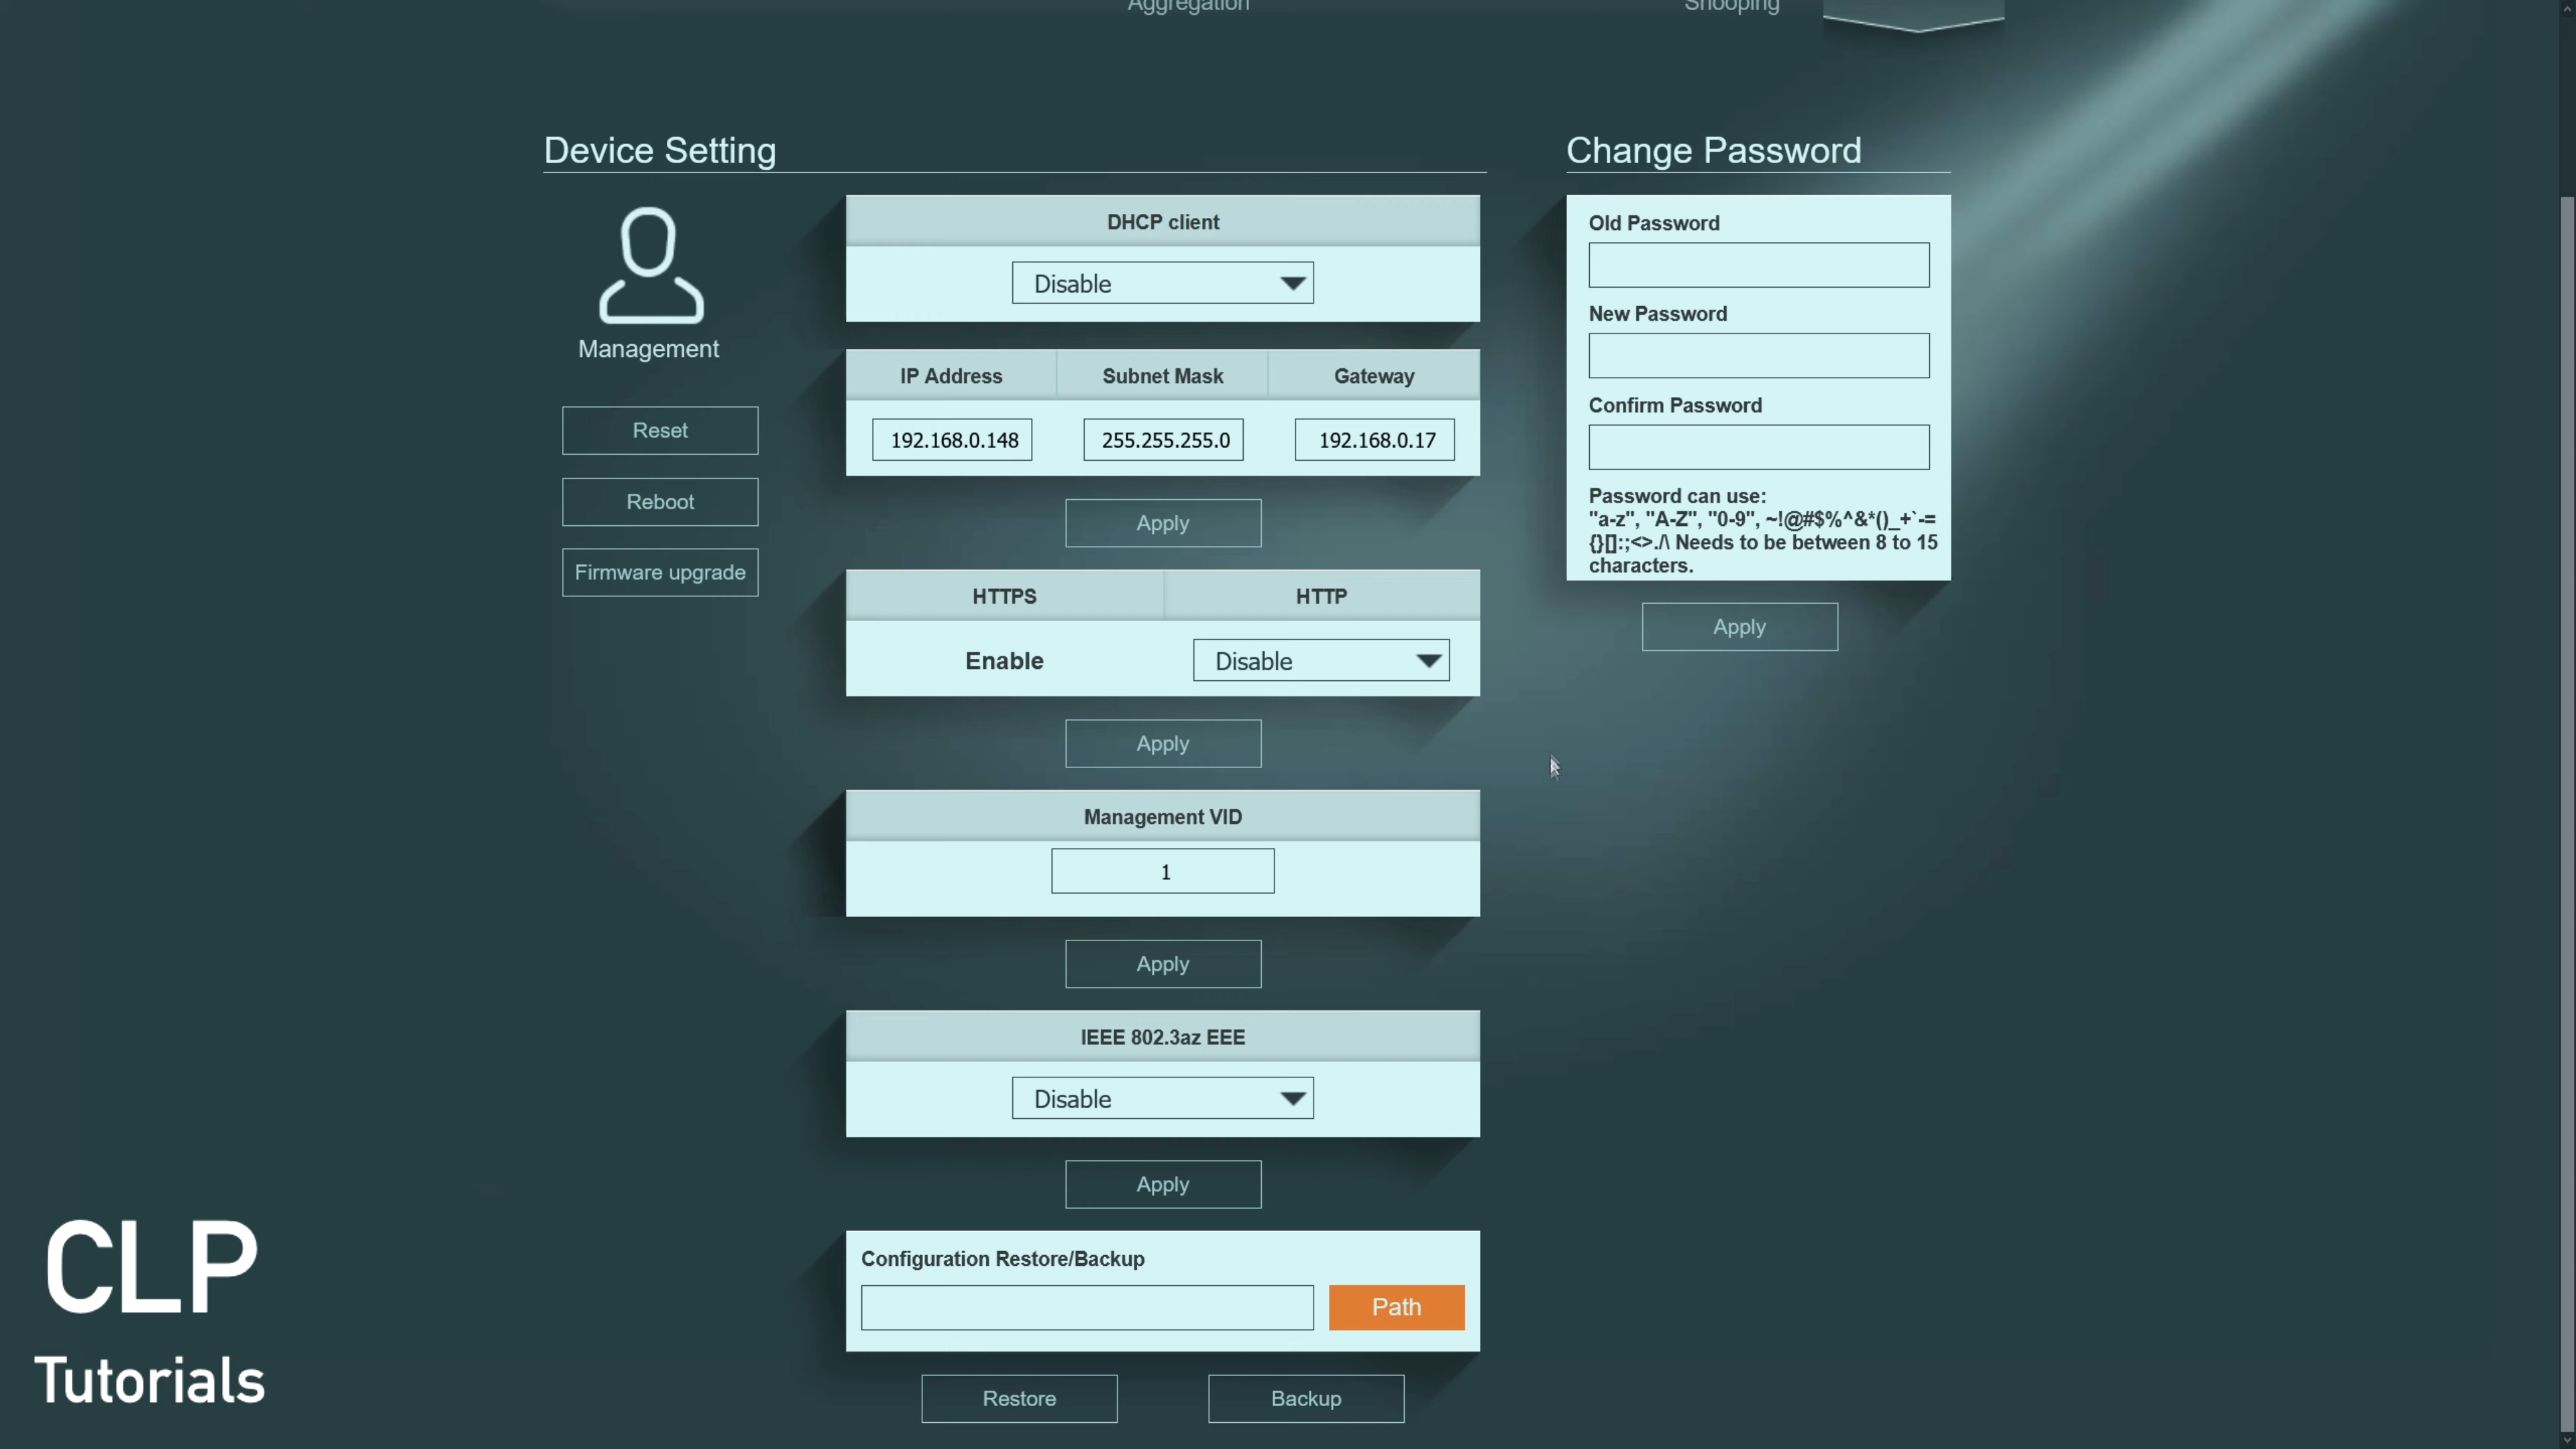 Aggregation
Snooping
Device Setting
Management
Reset
Reboot
Firmware upgrade
DHCP client
Disable
IP Address Subnet Mask Gateway
192.168.0.148 255.255.255.0 192.168.0.17
Apply
HTTPS HTTP
Enable Disable
Apply
Management VID
1
Apply
IEEE 802.3az EEE
Disable
Apply
Configuration Restore/Backup
Path
Restore Backup
Change Password
Old Password
New Password
Confirm Password
Password can use:
"a-z", "A-Z", "0-9", ~!@#$%^&*()_+`-=
{}[]:;<>./\ Needs to be between 8 to 15
characters.
Apply
CLP
Tutorials